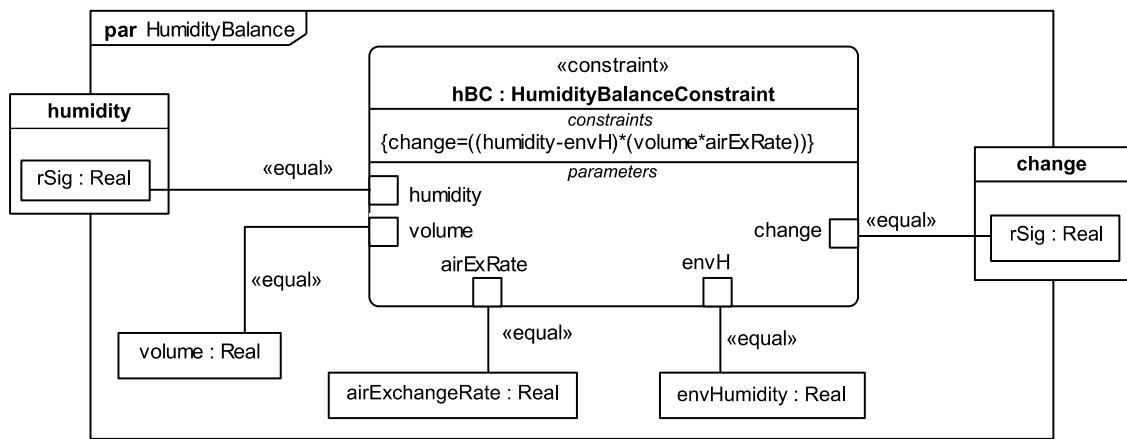 par HumidityBalance
«constraint»
hBC : HumidityBalanceConstraint
constraints
{change=((humidity-envH)*(volume*airExRate))}
parameters
humidity
rSig : Real
«equal»
humidity
volume
change
«equal»
change
rSig : Real
airExRate
envH
«equal»
volume : Real
«equal»
airExchangeRate : Real
«equal»
envHumidity : Real